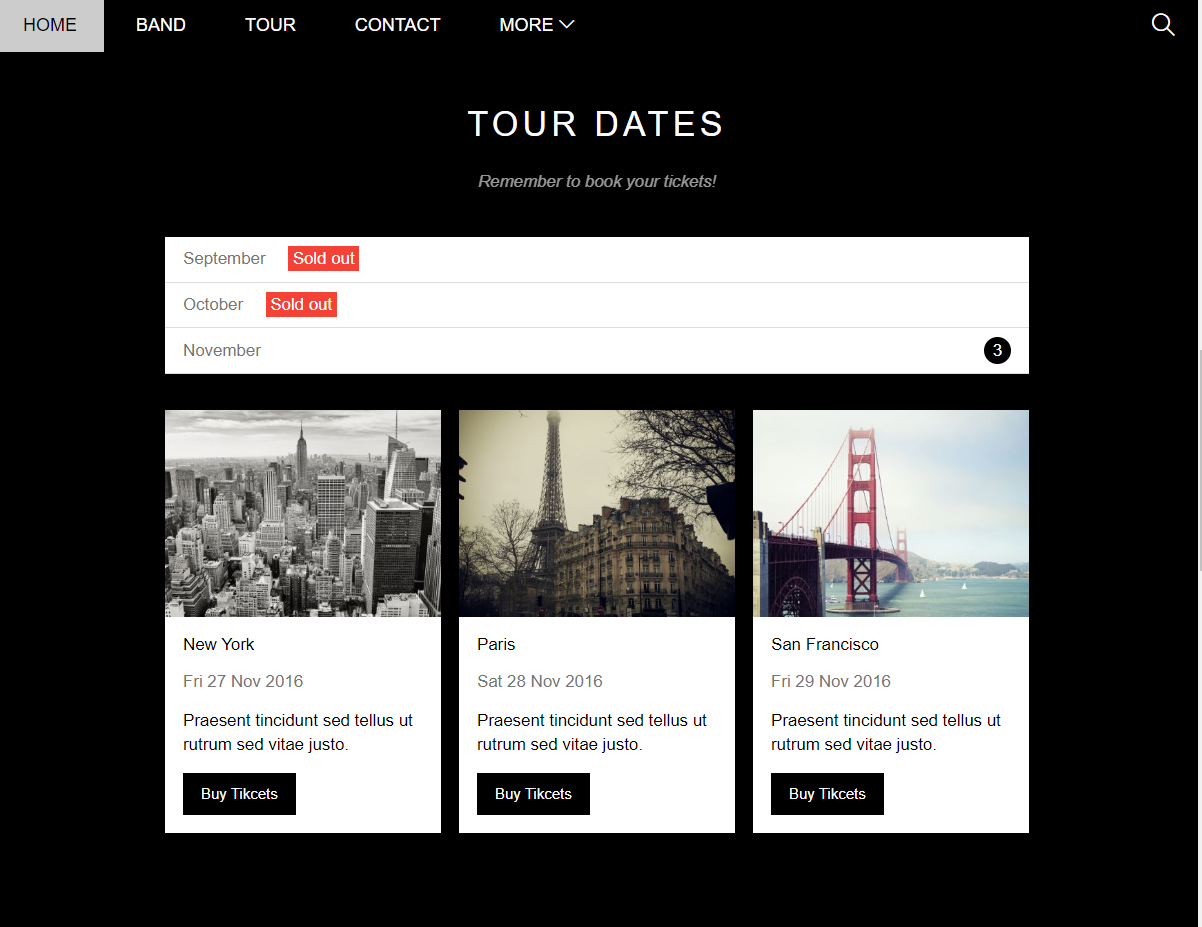 HOME BAND TOUR CONTACT MORE
TOUR DATES
Remember to book your tickets!
September Sold out
October Sold out
November 3
New York
Fri 27 Nov 2016
Praesent tincidunt sed tellus ut
rutrum sed vitae justo.
Buy Tikcets
Paris
Sat 28 Nov 2016
Praesent tincidunt sed tellus ut
rutrum sed vitae justo.
Buy Tikcets
San Francisco
Fri 29 Nov 2016
Praesent tincidunt sed tellus ut
rutrum sed vitae justo.
Buy Tikcets